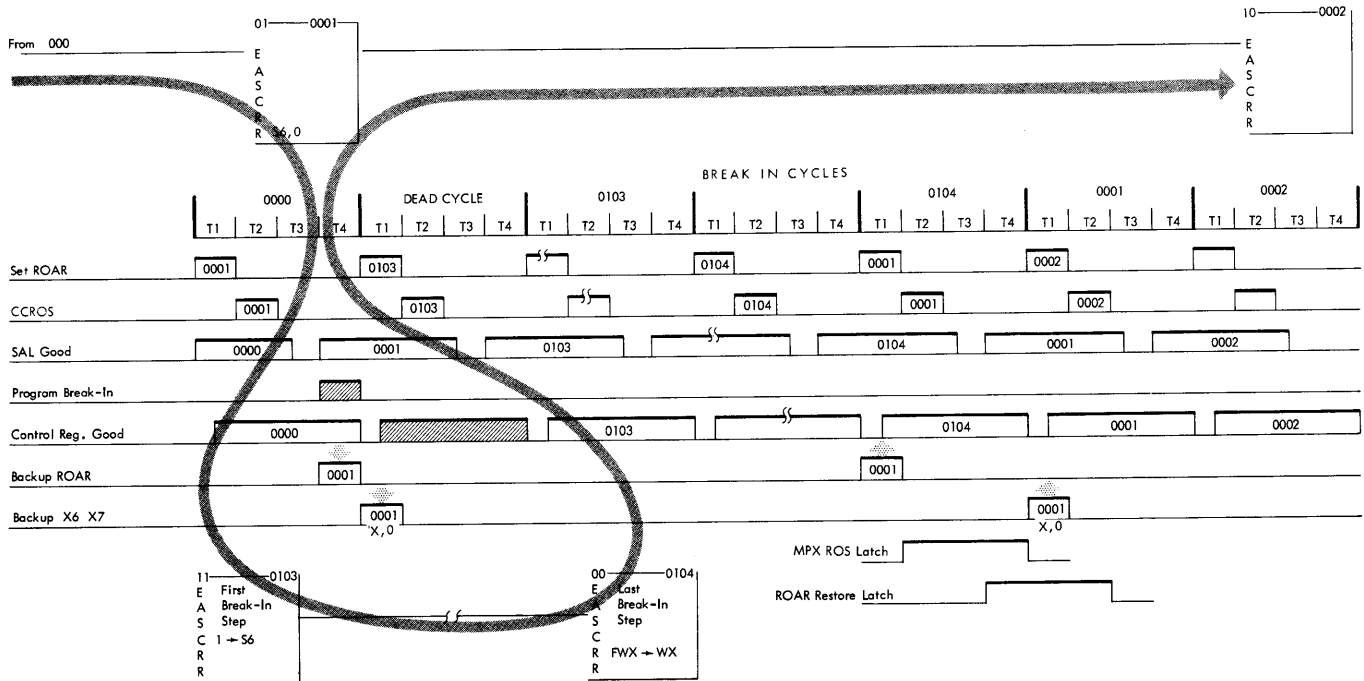 01 0001
10 0002
From 000
E
A
S
C
R
R S6,0
E
A
S
C
R
R
BREAK IN CYCLES
0000 DEAD CYCLE 0103 0104 0001 0002
T1 T2 T3 T4 T1 T2 T3 T4 T1 T2 T3 T4 T1 T2 T3 T4 T1 T2 T3 T4 T1 T2 T3 T4 T1 T2 T3 T4
Set ROAR 0001 0103 0104 0001 0002
CCROS 0001 0103 0104 0001 0002
SAL Good 0000 0001 0103 0104 0001 0002
Program Break-In
Control Reg. Good 0000 0103 0104 0001 0002
Backup ROAR 0001 0001
Backup X6 X7 0001 0001
X,0 X,0
MPX ROS Latch
ROAR Restore Latch
11 0103
E First
A Break-In
S Step
C 1 → S6
R
R
00 0104
E Last
A Break-In
S Step
C
R FWX → WX
R